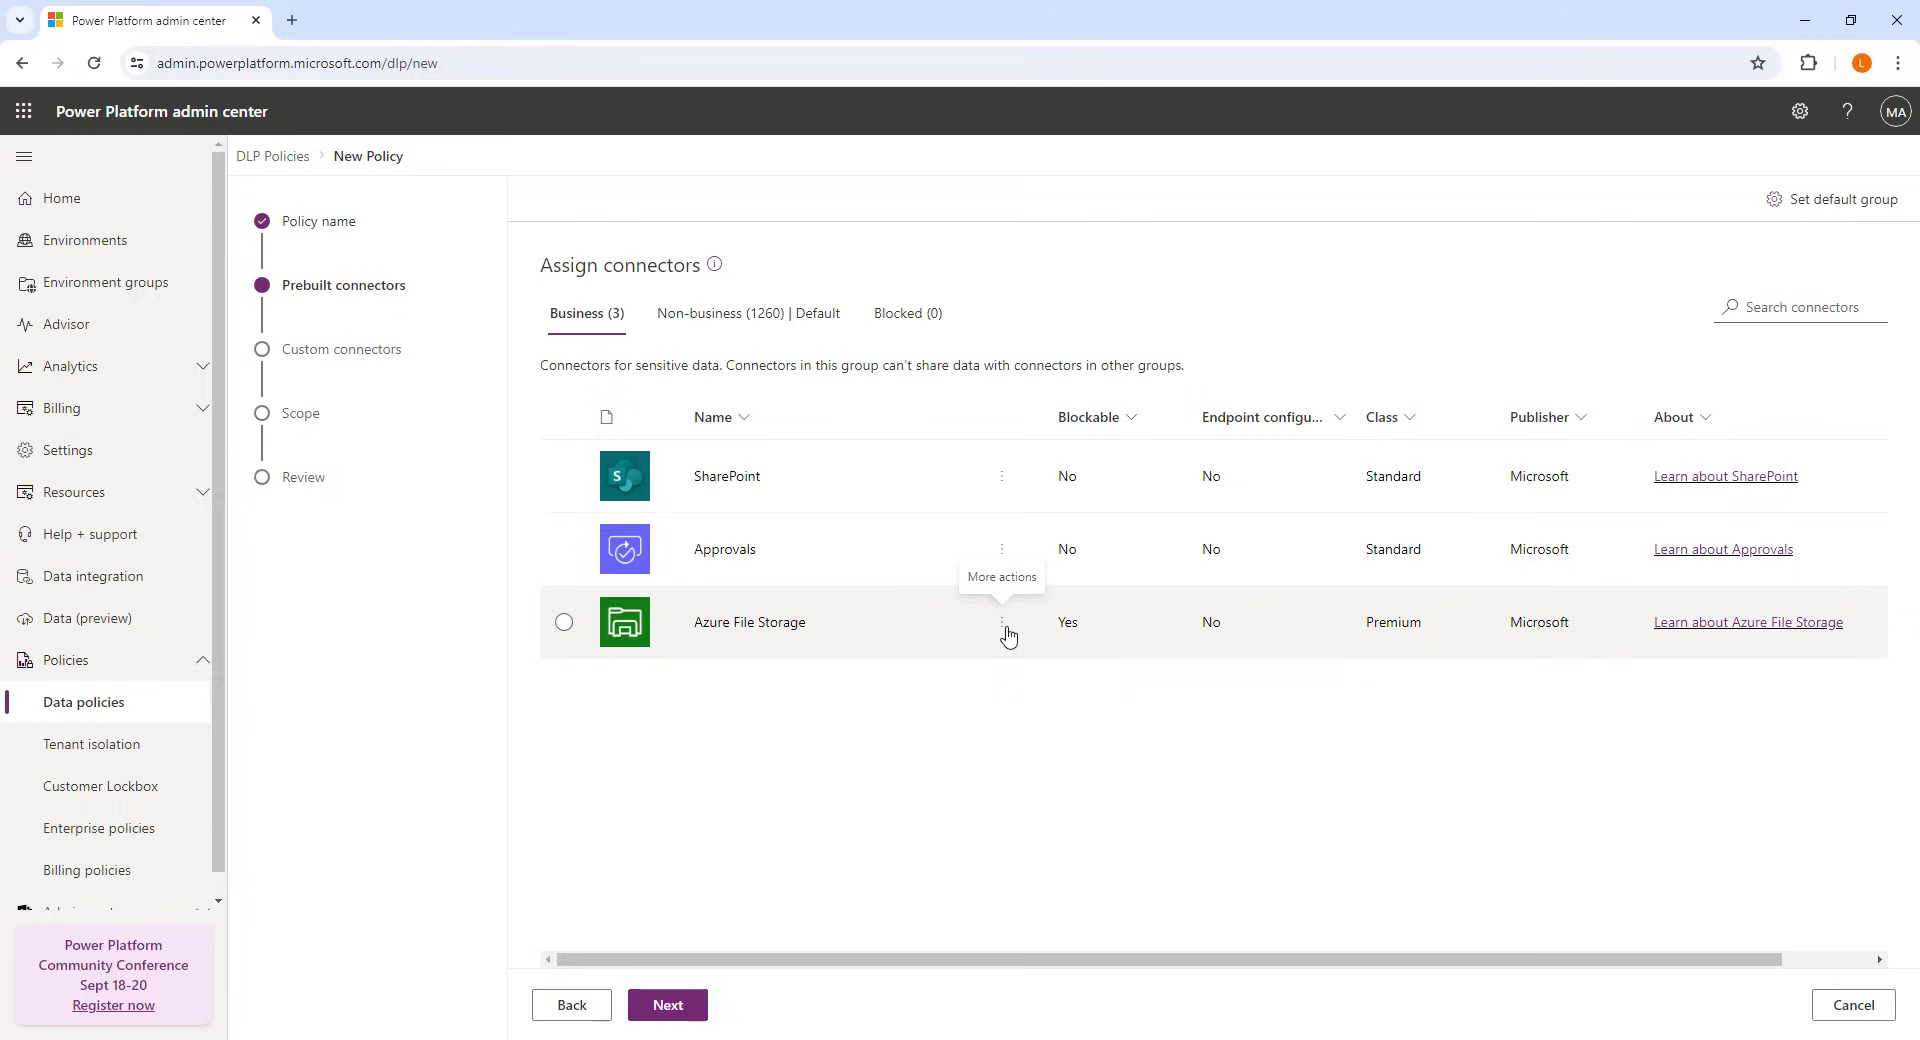 Power Platform admin center
admin.powerplatform.microsoft.com/dlp/new
L
Power Platform admin center
?
MA
DLP Policies > New Policy
Home
Environments
Environment groups
Advisor
Analytics
Billing
Settings
Resources
Help + support
Data integration
Data (preview)
Policies
Data policies
Tenant isolation
Customer Lockbox
Enterprise policies
Billing policies
Power Platform
Community Conference
Sept 18-20
Register now
Policy name
Prebuilt connectors
Custom connectors
Scope
Review
Set default group
Assign connectors
Business (3) Non-business (1260) | Default Blocked (0)
Search connectors
Connectors for sensitive data. Connectors in this group can't share data with connectors in other groups.
Name Blockable Endpoint configu... Class Publisher About
S
SharePoint No No Standard Microsoft Learn about SharePoint
Approvals No No Standard Microsoft Learn about Approvals
More actions
Azure File Storage Yes No Premium Microsoft Learn about Azure File Storage
Back Next Cancel